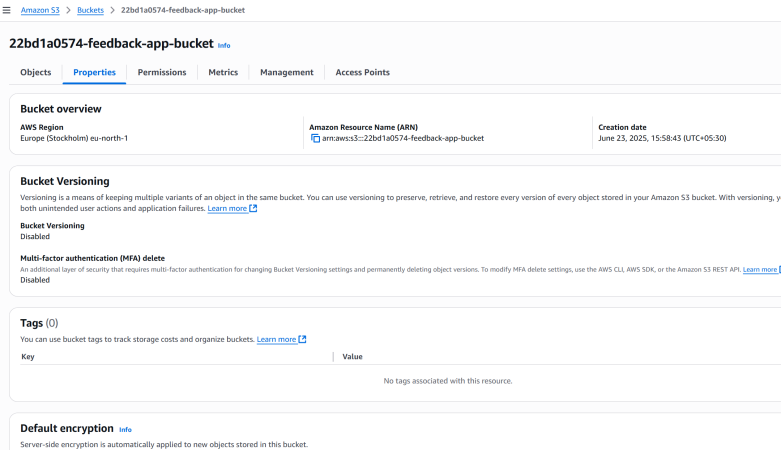 Amazon S3 > Buckets > 22bd1a0574-feedback-app-bucket
22bd1a0574-feedback-app-bucket Info
Objects Properties Permissions Metrics Management Access Points
Bucket overview
AWS Region
Europe (Stockholm) eu-north-1
Amazon Resource Name (ARN)
arn:aws:s3:::22bd1a0574-feedback-app-bucket
Creation date
June 23, 2025, 15:58:43 (UTC+05:30)
Bucket Versioning
Versioning is a means of keeping multiple variants of an object in the same bucket. You can use versioning to preserve, retrieve, and restore every version of every object stored in your Amazon S3 bucket. With versioning,
both unintended user actions and application failures. Learn more
Bucket Versioning
Disabled
Multi-factor authentication (MFA) delete
An additional layer of security that requires multi-factor authentication for changing Bucket Versioning settings and permanently deleting object versions. To modify MFA delete settings, use the AWS CLI, AWS SDK, or the Amazon S3 REST API. Learn more
Disabled
Tags (0)
You can use bucket tags to track storage costs and organize buckets. Learn more
Key Value
No tags associated with this resource.
Default encryption Info
Server-side encryption is automatically applied to new objects stored in this bucket.